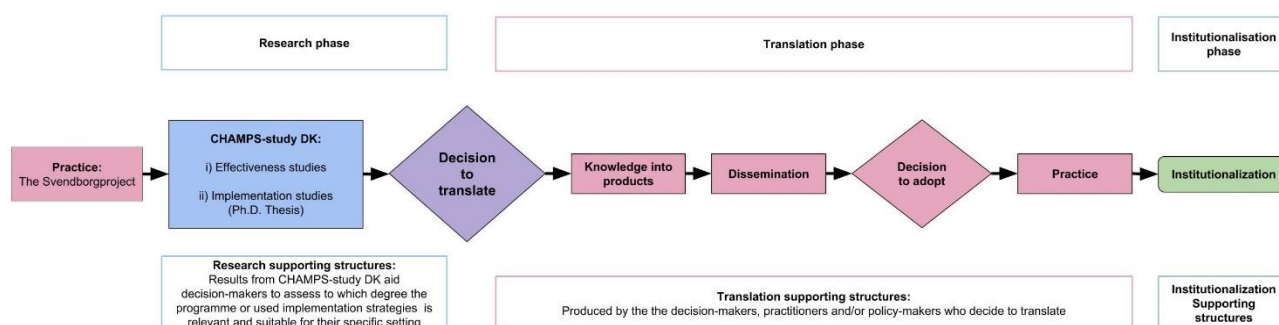 Research phase
Translation phase
Institutionalisation
phase
Practice:
The Svendborgproject
CHAMPS-study DK:
i) Effectiveness studies
ii) Implementation studies
(Ph.D. Thesis)
Decision
to
translate
Knowledge into
products
Dissemination
Decision
to adopt
Practice
Institutionalization
Research supporting structures:
Results from CHAMPS-study DK aid
decision-makers to assess to which degree the
programme or used implementation strategies is
relevant and suitable for their specific setting
Translation supporting structures:
Produced by the the decision-makers, practitioners and/or policy-makers who decide to translate
Institutionalization
Supporting
structures